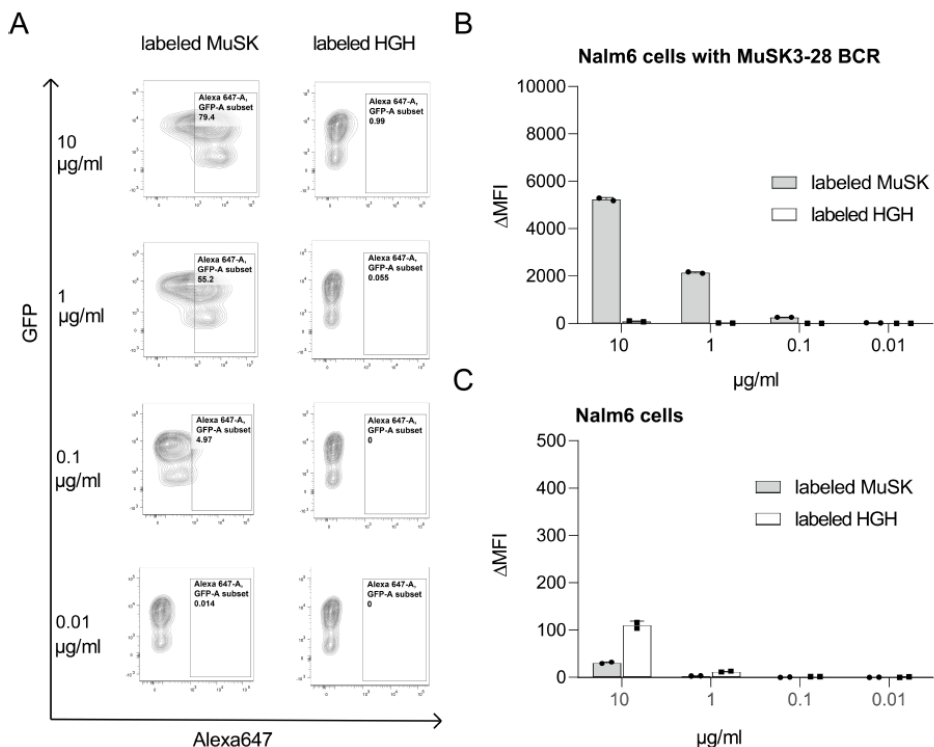 A
labeled MuSK
labeled HGH
10
µg/ml
Alexa 647-A,
GFP-A subset
79.4
Alexa 647-A,
GFP-A subset
0.99
1
µg/ml
Alexa 647-A,
GFP-A subset
55.2
Alexa 647-A,
GFP-A subset
0.055
GFP
0.1
µg/ml
Alexa 647-A,
GFP-A subset
4.97
Alexa 647-A,
GFP-A subset
0
0.01
µg/ml
Alexa 647-A,
GFP-A subset
0.014
Alexa 647-A,
GFP-A subset
0
Alexa647
B
Nalm6 cells with MuSK3-28 BCR
10000
8000
6000
4000
2000
0
ΔMFI
labeled MuSK
labeled HGH
10 1 0.1 0.01
µg/ml
C
Nalm6 cells
500
400
300
200
100
0
ΔMFI
labeled MuSK
labeled HGH
10 1 0.1 0.01
µg/ml